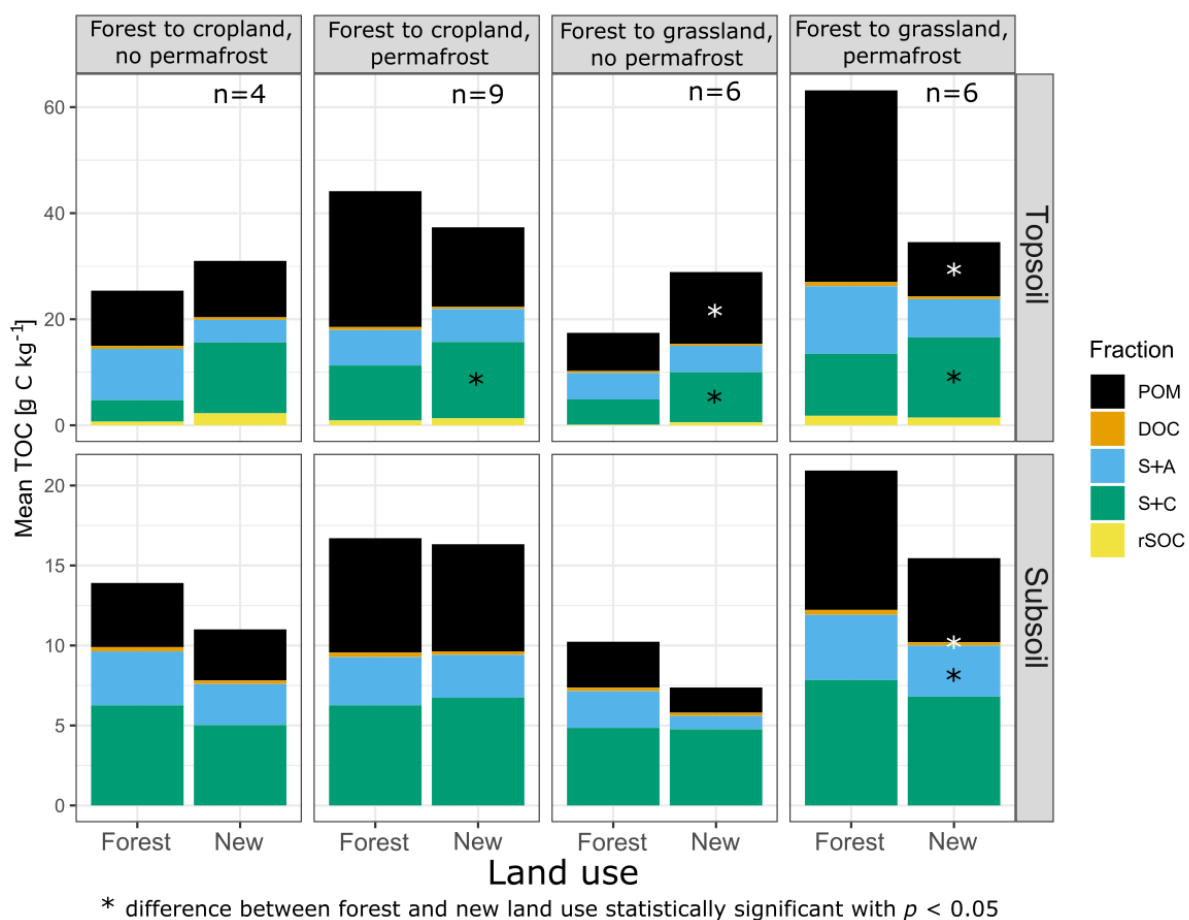 Forest to cropland,
no permafrost
Forest to cropland,
permafrost
Forest to grassland,
no permafrost
Forest to grassland,
permafrost
n=4
n=9
n=6
n=6
60
40
20
0
*
*
*
*
*
Topsoil
Mean TOC [g C kg⁻¹]
20
15
10
5
0
*
*
Subsoil
Forest New Forest New Forest New Forest New
Land use
* difference between forest and new land use statistically significant with p < 0.05
Fraction
POM
DOC
S+A
S+C
rSOC